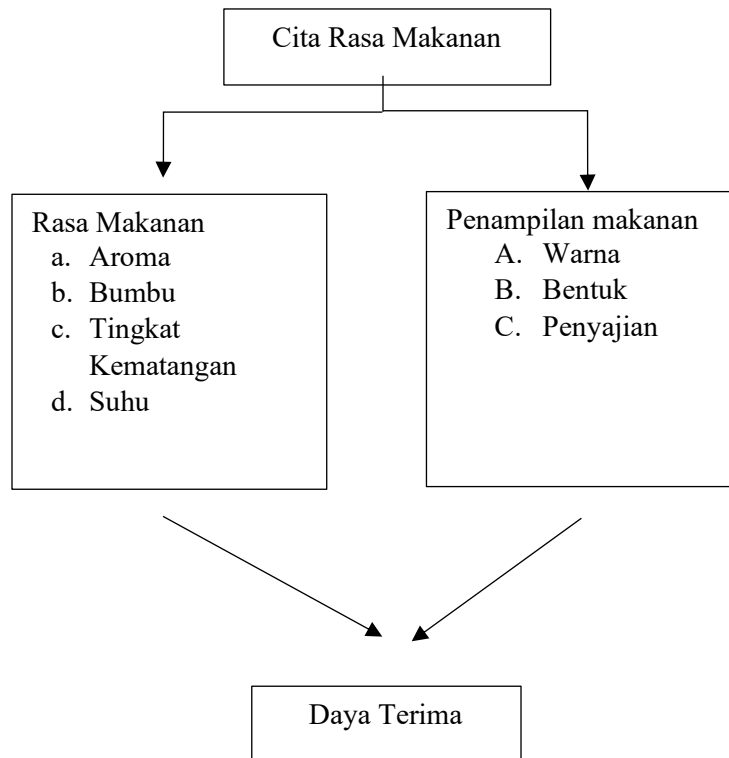 Cita Rasa Makanan
Rasa Makanan
a. Aroma
b. Bumbu
c. Tingkat
Kematangan
d. Suhu
Penampilan makanan
A. Warna
B. Bentuk
C. Penyajian
Daya Terima